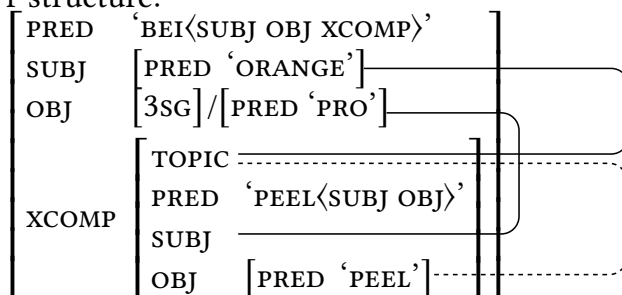 F-structure:
PRED ‘BEI⟨SUBJ OBJ XCOMP⟩’
SUBJ [PRED ‘ORANGE’]
OBJ [3SG]/[PRED ‘PRO’]
TOPIC
PRED ‘PEEL⟨SUBJ OBJ⟩’
XCOMP
SUBJ
OBJ [PRED ‘PEEL’]